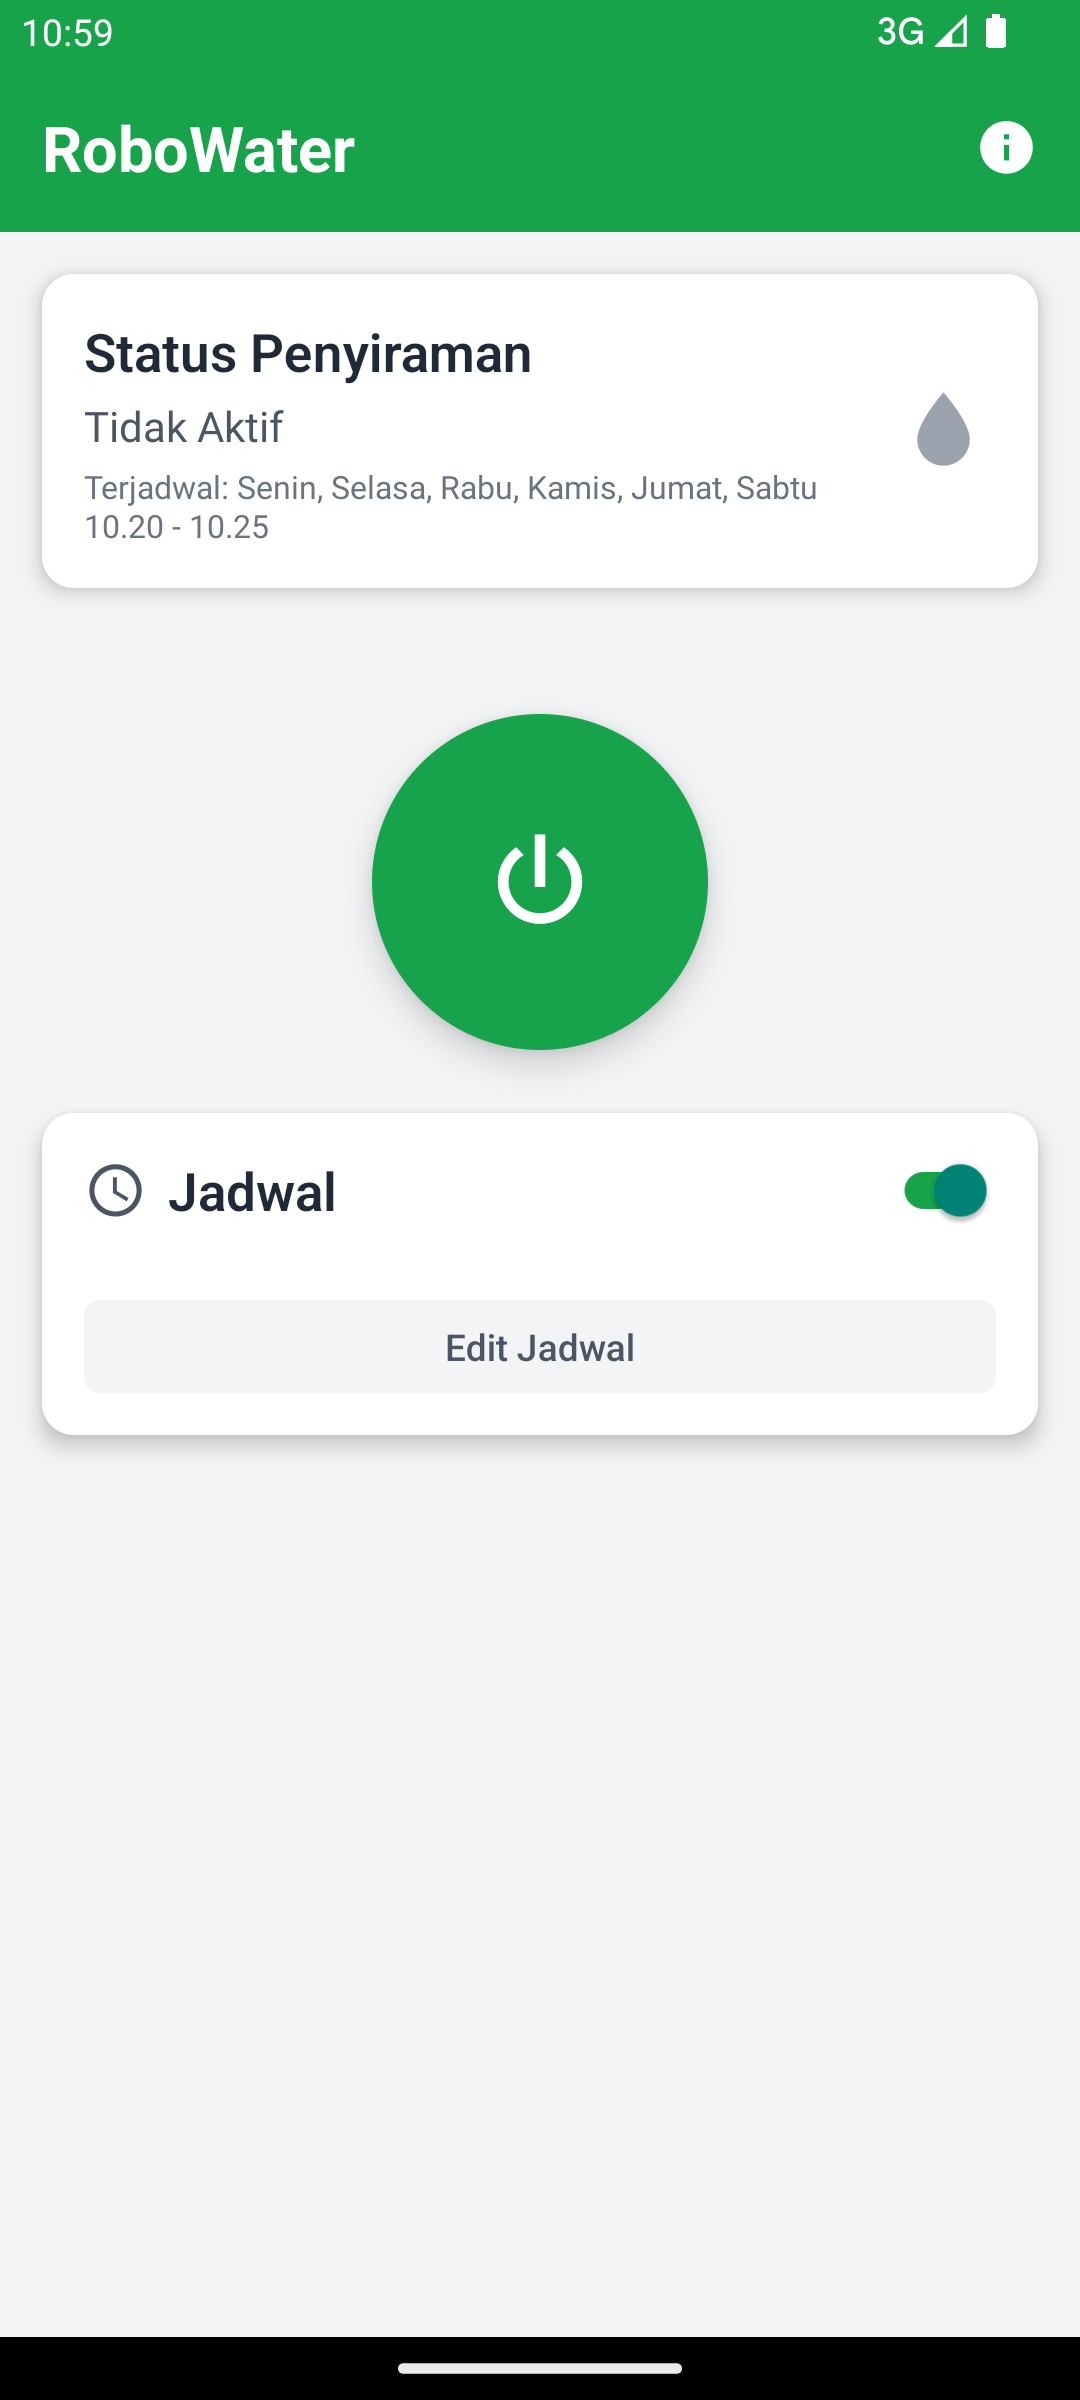 10:59
3G
RoboWater
Status Penyiraman
Tidak Aktif
Terjadwal: Senin, Selasa, Rabu, Kamis, Jumat, Sabtu
10.20 - 10.25
Jadwal
Edit Jadwal